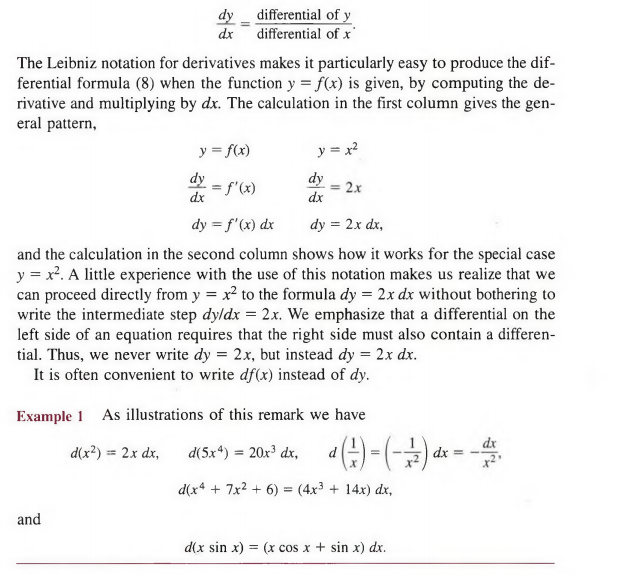 dy/dx = differential of y / differential of x.
The Leibniz notation for derivatives makes it particularly easy to produce the dif-
ferential formula (8) when the function y = f(x) is given, by computing the de-
rivative and multiplying by dx. The calculation in the first column gives the gen-
eral pattern,
y = f(x) y = x²
dy/dx = f'(x) dy/dx = 2x
dy = f'(x) dx dy = 2x dx,
and the calculation in the second column shows how it works for the special case
y = x². A little experience with the use of this notation makes us realize that we
can proceed directly from y = x² to the formula dy = 2x dx without bothering to
write the intermediate step dy/dx = 2x. We emphasize that a differential on the
left side of an equation requires that the right side must also contain a differen-
tial. Thus, we never write dy = 2x, but instead dy = 2x dx.
It is often convenient to write df(x) instead of dy.
Example 1 As illustrations of this remark we have
d(x²) = 2x dx, d(5x⁴) = 20x³ dx, d(1/x) = (−1/x²) dx = −dx/x²,
d(x⁴ + 7x² + 6) = (4x³ + 14x) dx,
and
d(x sin x) = (x cos x + sin x) dx.